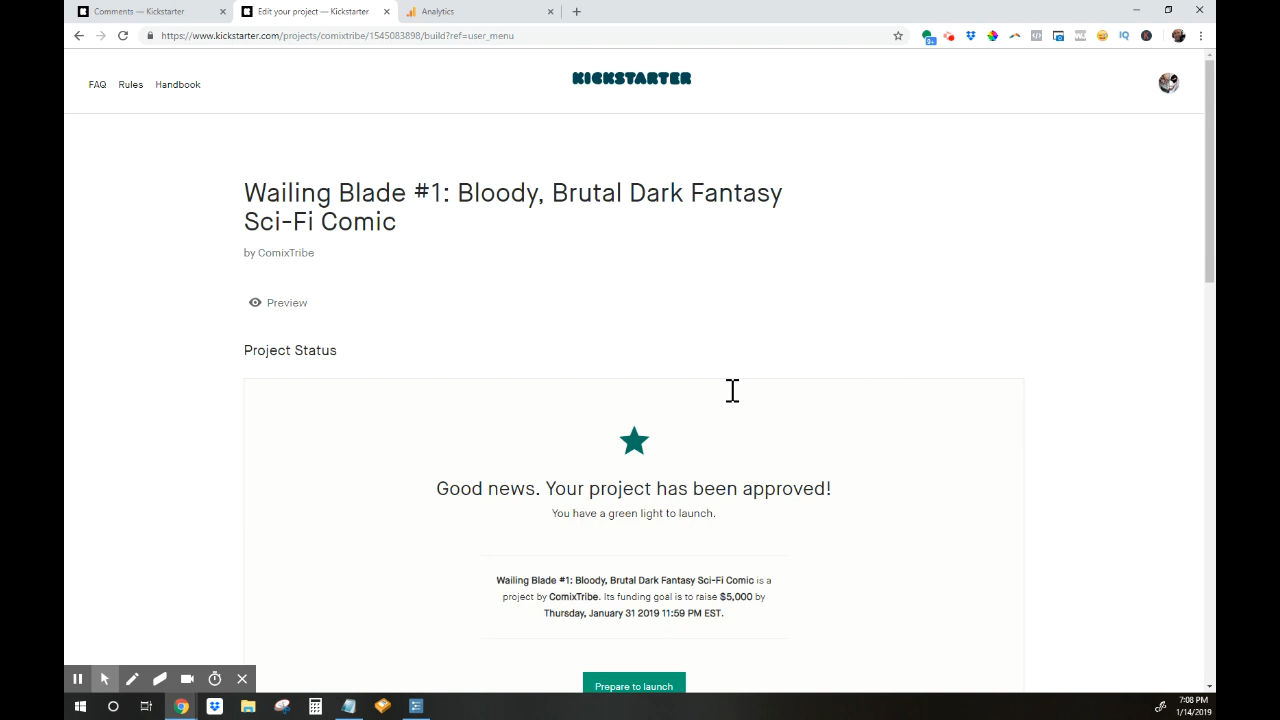 Comments — Kickstarter
Edit your project — Kickstarter
Analytics
https://www.kickstarter.com/projects/comixtribe/1545083898/build?ref=user_menu
9+
IQ
FAQ Rules Handbook
KICKSTARTER
Wailing Blade #1: Bloody, Brutal Dark Fantasy
Sci-Fi Comic
by ComixTribe
Preview
Project Status
Good news. Your project has been approved!
You have a green light to launch.
Wailing Blade #1: Bloody, Brutal Dark Fantasy Sci-Fi Comic is a
project by ComixTribe. Its funding goal is to raise $5,000 by
Thursday, January 31 2019 11:59 PM EST.
Prepare to launch
7:08 PM
1/14/2019